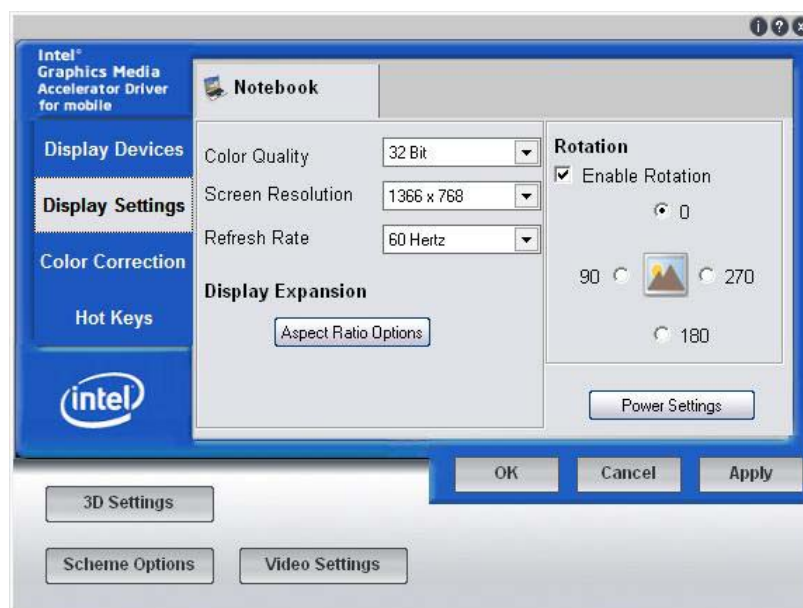 Intel®
Graphics Media
Accelerator Driver
for mobile
Notebook
Display Devices
Display Settings
Color Correction
Hot Keys
intel
Color Quality
32 Bit
Screen Resolution
1366 x 768
Refresh Rate
60 Hertz
Display Expansion
Aspect Ratio Options
Rotation
Enable Rotation
0
90
270
180
Power Settings
OK
Cancel
Apply
3D Settings
Scheme Options
Video Settings